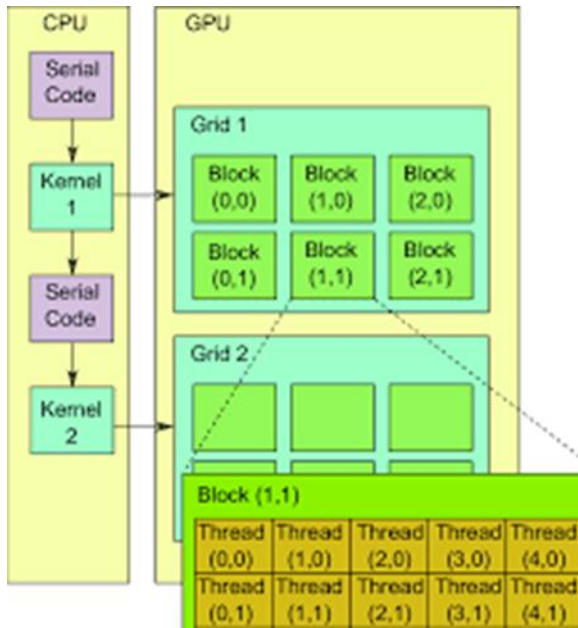 CPU
GPU
Serial
Code
Grid 1
Kernel
1
Block
(0,0)
Block
(1,0)
Block
(2,0)
Block
(0,1)
Block
(1,1)
Block
(2,1)
Serial
Code
Grid 2
Kernel
2
Block (1,1)
Thread
(0,0)
Thread
(1,0)
Thread
(2,0)
Thread
(3,0)
Thread
(4,0)
Thread
(0,1)
Thread
(1,1)
Thread
(2,1)
Thread
(3,1)
Thread
(4,1)